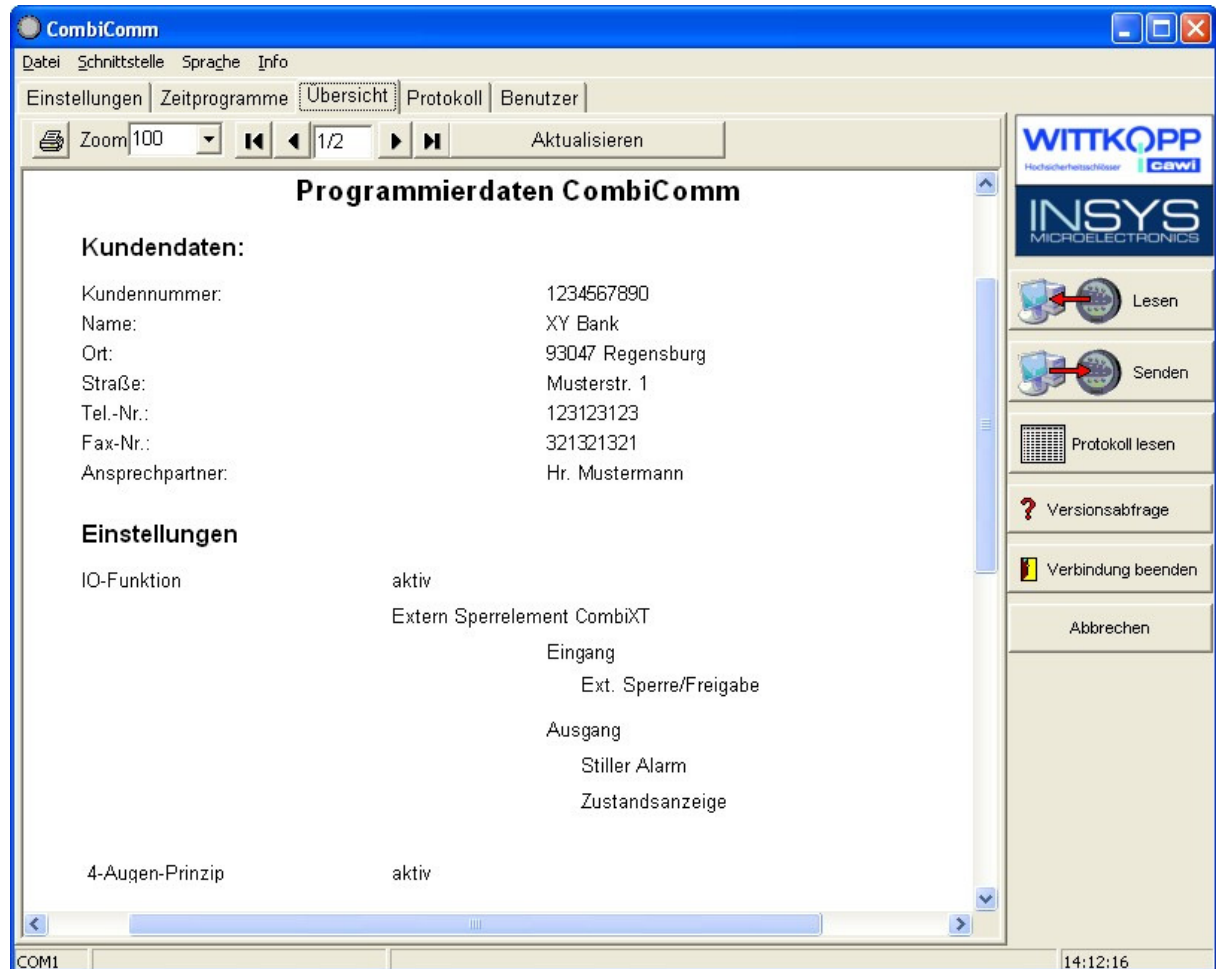 CombiComm
Datei Schnittstelle Sprache Info
Einstellungen Zeitprogramme Übersicht Protokoll Benutzer
Zoom 100 1/2 Aktualisieren
WITTKOPP
Hochsicherheitsschlösser cawi
INSYS
MICROELECTRONICS
Lesen
Senden
Protokoll lesen
Versionsabfrage
Verbindung beenden
Abbrechen
Programmierdaten CombiComm
Kundendaten:
Kundennummer: 1234567890
Name: XY Bank
Ort: 93047 Regensburg
Straße: Musterstr. 1
Tel.-Nr.: 123123123
Fax-Nr.: 321321321
Ansprechpartner: Hr. Mustermann
Einstellungen
IO-Funktion aktiv
Extern Sperrelement CombiXT
Eingang
Ext. Sperre/Freigabe
Ausgang
Stiller Alarm
Zustandsanzeige
4-Augen-Prinzip aktiv
COM1 14:12:16